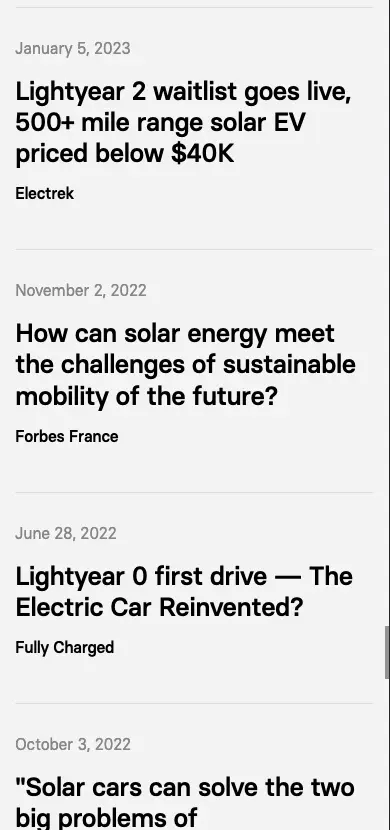 January 5, 2023
Lightyear 2 waitlist goes live,
500+ mile range solar EV
priced below $40K
Electrek
November 2, 2022
How can solar energy meet
the challenges of sustainable
mobility of the future?
Forbes France
June 28, 2022
Lightyear 0 first drive — The
Electric Car Reinvented?
Fully Charged
October 3, 2022
"Solar cars can solve the two
big problems of